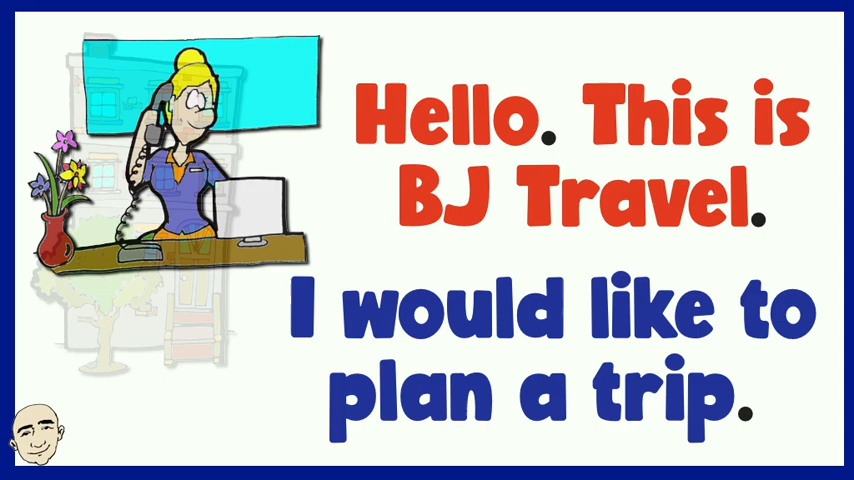 Hello. This is
BJ Travel.
I would like to
plan a trip.